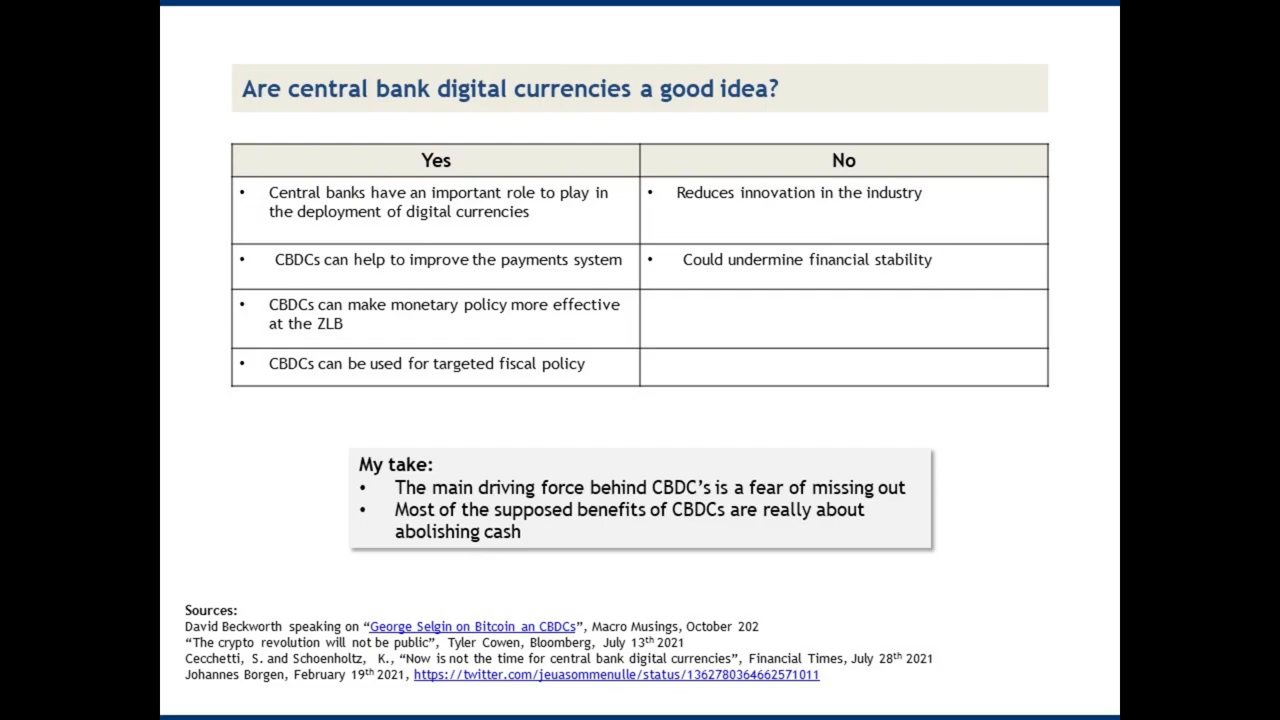 Are central bank digital currencies a good idea?
Yes
No
• Central banks have an important role to play in
the deployment of digital currencies
• Reduces innovation in the industry
• CBDCs can help to improve the payments system
• Could undermine financial stability
• CBDCs can make monetary policy more effective
at the ZLB
• CBDCs can be used for targeted fiscal policy
My take:
• The main driving force behind CBDC’s is a fear of missing out
• Most of the supposed benefits of CBDCs are really about
abolishing cash
Sources:
David Beckworth speaking on “George Selgin on Bitcoin an CBDCs”, Macro Musings, October 202
“The crypto revolution will not be public”, Tyler Cowen, Bloomberg, July 13th 2021
Cecchetti, S. and Schoenholtz, K., “Now is not the time for central bank digital currencies”, Financial Times, July 28th 2021
Johannes Borgen, February 19th 2021, https://twitter.com/jeuasommenulle/status/1362780364662571011